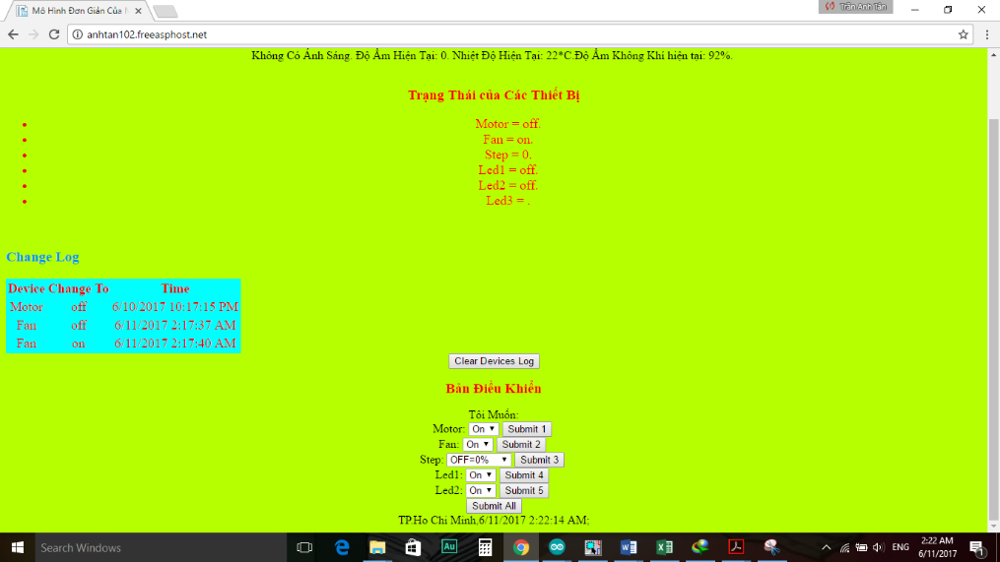 Mô Hình Đơn Giản Của N
Trần Anh Tân
anhtan102.freeasphost.net
Không Có Ánh Sáng. Độ Ẩm Hiện Tại: 0. Nhiệt Độ Hiện Tại: 22*C.Độ Ẩm Không Khí hiện tại: 92%.
Trạng Thái của Các Thiết Bị
Motor = off.
Fan = on.
Step = 0.
Led1 = off.
Led2 = off.
Led3 = .
Change Log
Device Change To Time
Motor off 6/10/2017 10:17:15 PM
Fan off 6/11/2017 2:17:37 AM
Fan on 6/11/2017 2:17:40 AM
Clear Devices Log
Bản Điều Khiển
Tôi Muốn:
Motor: On Submit 1
Fan: On Submit 2
Step: OFF=0% Submit 3
Led1: On Submit 4
Led2: On Submit 5
Submit All
TP.Ho Chi Minh,6/11/2017 2:22:14 AM;
Search Windows
Au
ENG
2:22 AM
6/11/2017
1